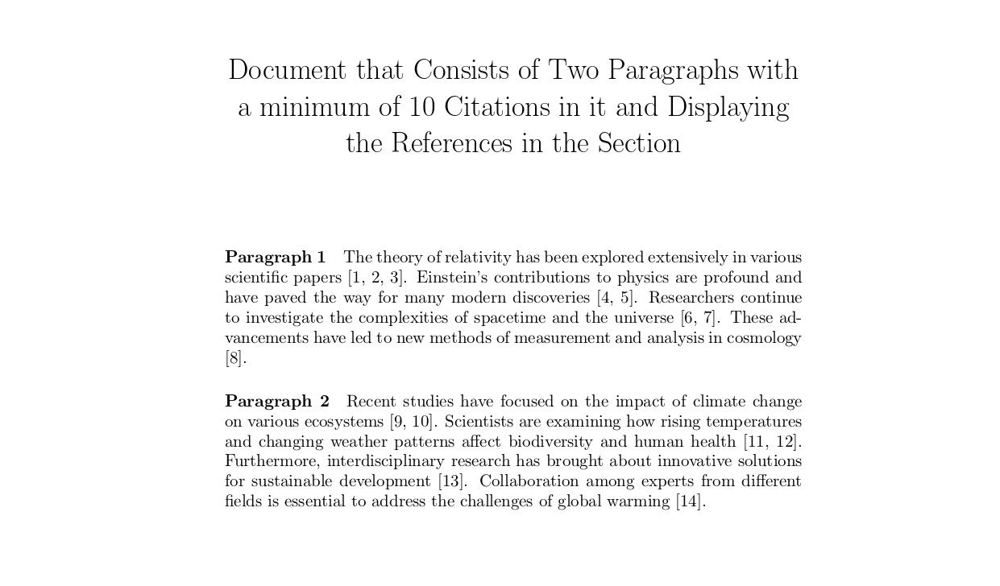 Document that Consists of Two Paragraphs with
a minimum of 10 Citations in it and Displaying
the References in the Section
Paragraph 1 The theory of relativity has been explored extensively in various
scientific papers [1, 2, 3]. Einstein's contributions to physics are profound and
have paved the way for many modern discoveries [4, 5]. Researchers continue
to investigate the complexities of spacetime and the universe [6, 7]. These ad-
vancements have led to new methods of measurement and analysis in cosmology
[8].
Paragraph 2 Recent studies have focused on the impact of climate change
on various ecosystems [9, 10]. Scientists are examining how rising temperatures
and changing weather patterns affect biodiversity and human health [11, 12].
Furthermore, interdisciplinary research has brought about innovative solutions
for sustainable development [13]. Collaboration among experts from different
fields is essential to address the challenges of global warming [14].